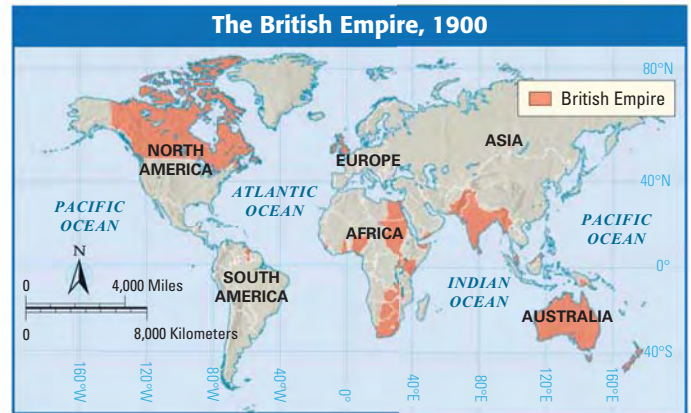 The British Empire, 1900
80°N
British Empire
NORTH
AMERICA
EUROPE
ASIA
40°N
ATLANTIC
OCEAN
PACIFIC
OCEAN
PACIFIC
OCEAN
AFRICA
N
0°
SOUTH
AMERICA
INDIAN
OCEAN
0
4,000 Miles
AUSTRALIA
0
8,000 Kilometers
40°S
160°W
120°W
80°W
40°W
0°
40°E
80°E
120°E
160°E